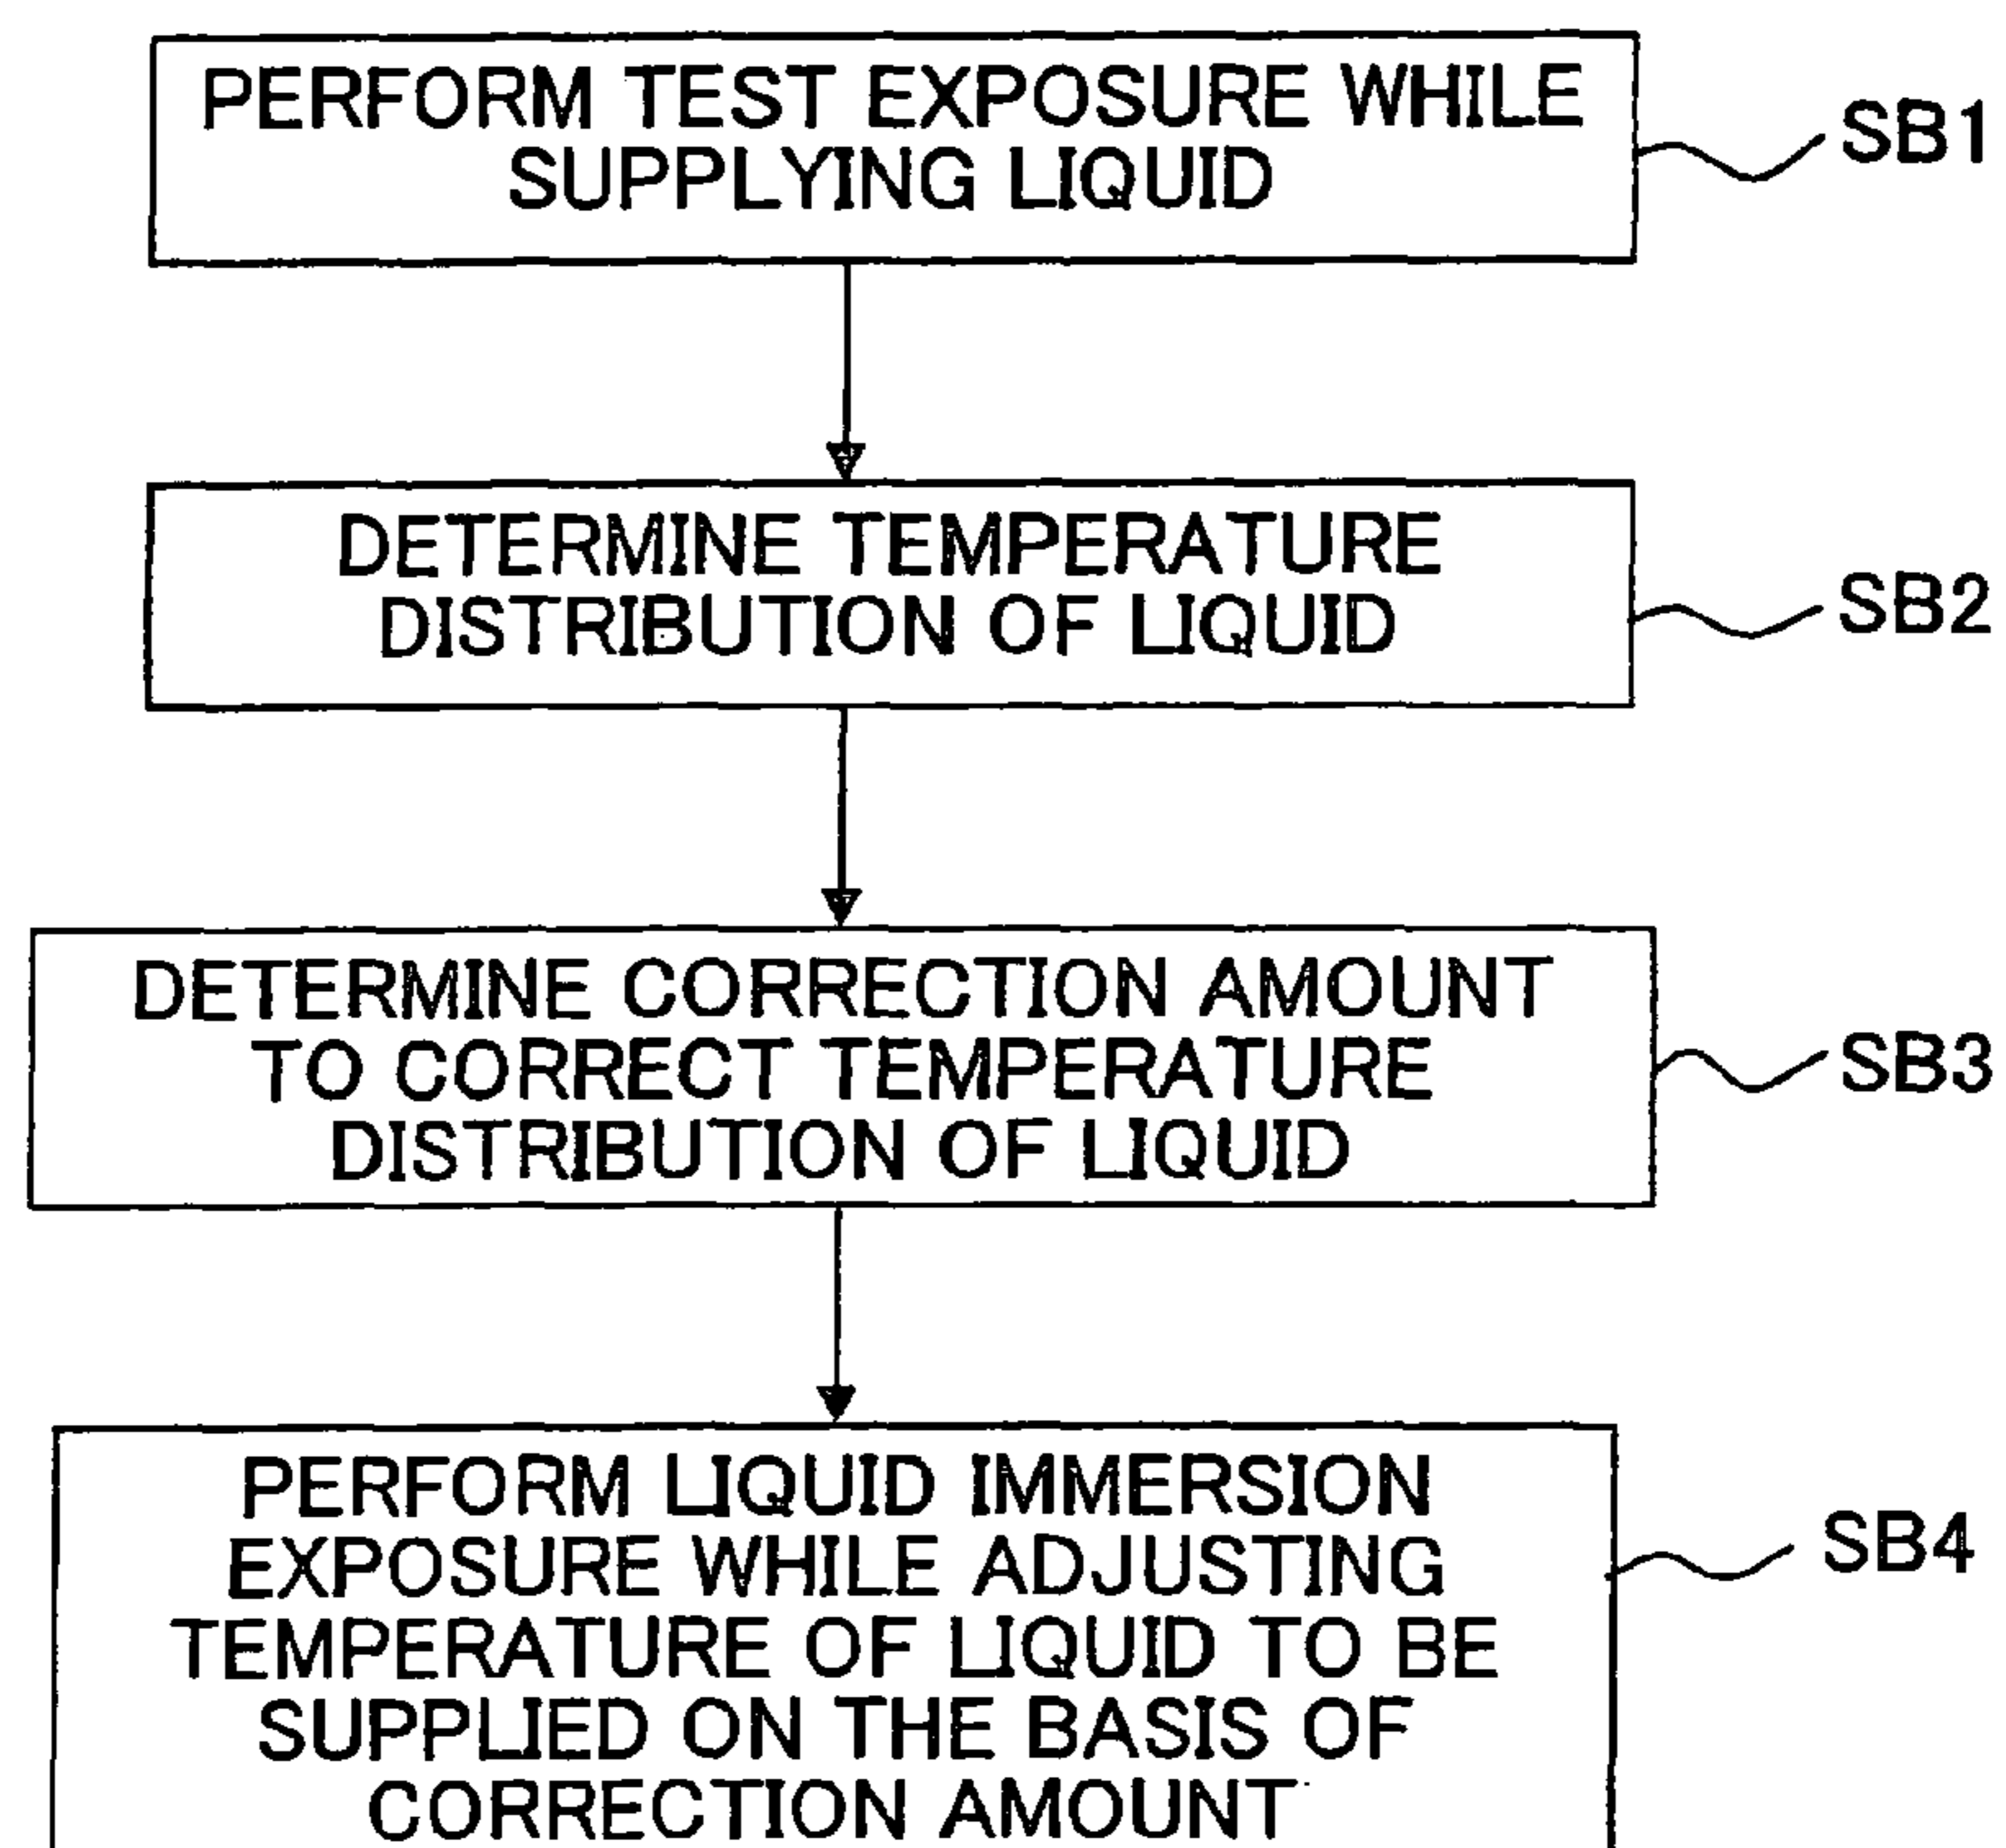 PERFORM TEST EXPOSURE WHILE
SUPPLYING LIQUID
SB1
DETERMINE TEMPERATURE
DISTRIBUTION OF LIQUID
SB2
DETERMINE CORRECTION AMOUNT
TO CORRECT TEMPERATURE
DISTRIBUTION OF LIQUID
SB3
PERFORM LIQUID IMMERSION
EXPOSURE WHILE ADJUSTING
TEMPERATURE OF LIQUID TO BE
SUPPLIED ON THE BASIS OF
CORRECTION AMOUNT
SB4